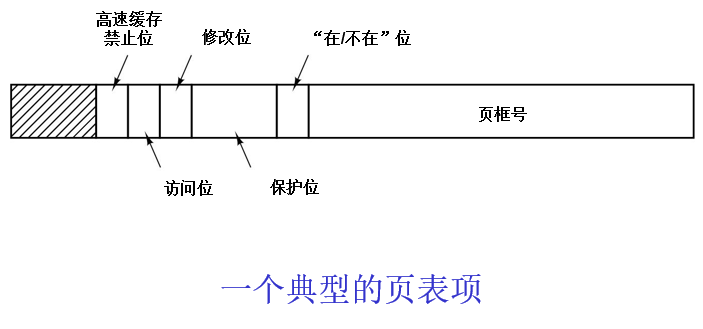 高速缓存
禁止位
修改位
“在/不在”位
页框号
访问位
保护位
一个典型的页表项